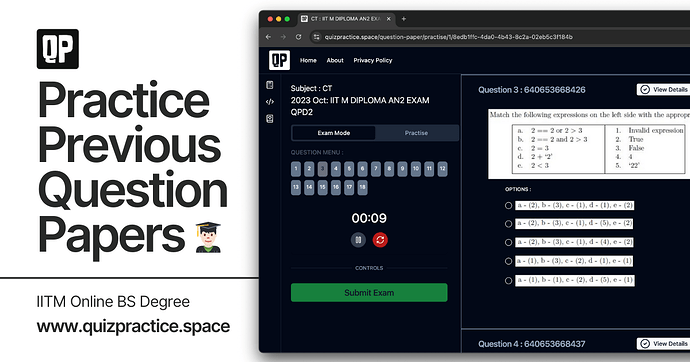 QP
Practice
Previous
Question
Papers
IITM Online BS Degree
www.quizpractice.space
CT : IIT M DIPLOMA AN2 EXAM
quizpractice.space/question-paper/practise/1/8edb1ffc-4da0-4b43-8c2a-02eb5c3f184b
QP Home About Privacy Policy
Subject : CT
2023 Oct: IIT M DIPLOMA AN2 EXAM
QPD2
Exam Mode Practise
QUESTION MENU :
1 2 3 4 5 6 7 8 9 10 11 12
13 14 15 16 17 18
00:09
CONTROLS
Submit Exam
Question 3 : 640653668426 View Details
Match the following expressions on the left side with the approp
a. 2 == 2 or 2 > 3 1. Invalid expression
b. 2 == 2 and 2 > 3 2. True
c. 2 = 3 3. False
d. 2 + ‘2’ 4. 4
e. 2 < 3 5. ‘22’
OPTIONS :
a - (2), b - (3), c - (1), d - (1), e - (2)
a - (2), b - (3), c - (1), d - (5), e - (2)
a - (2), b - (3), c - (1), d - (4), e - (2)
a - (1), b - (3), c - (2), d - (1), e - (1)
a - (1), b - (1), c - (2), d - (5), e - (1)
Question 4 : 640653668437 View Details